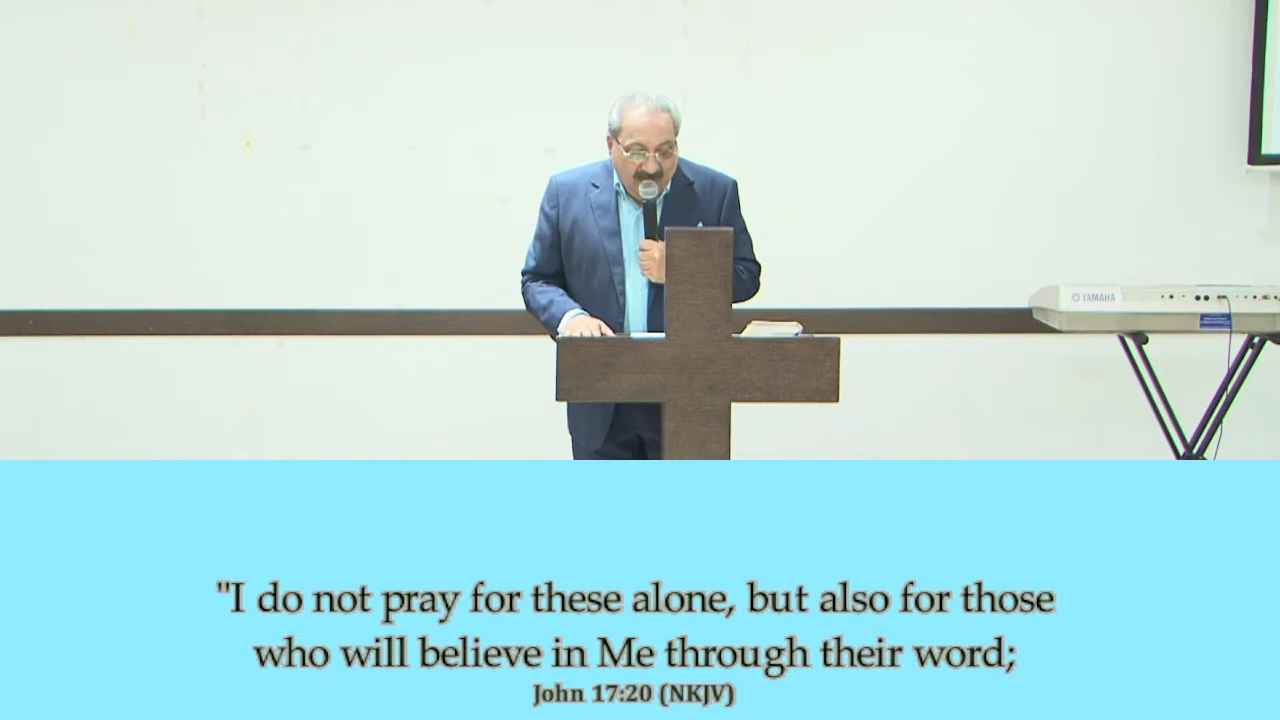 YAMAHA
"I do not pray for these alone, but also for those
who will believe in Me through their word;
John 17:20 (NKJV)